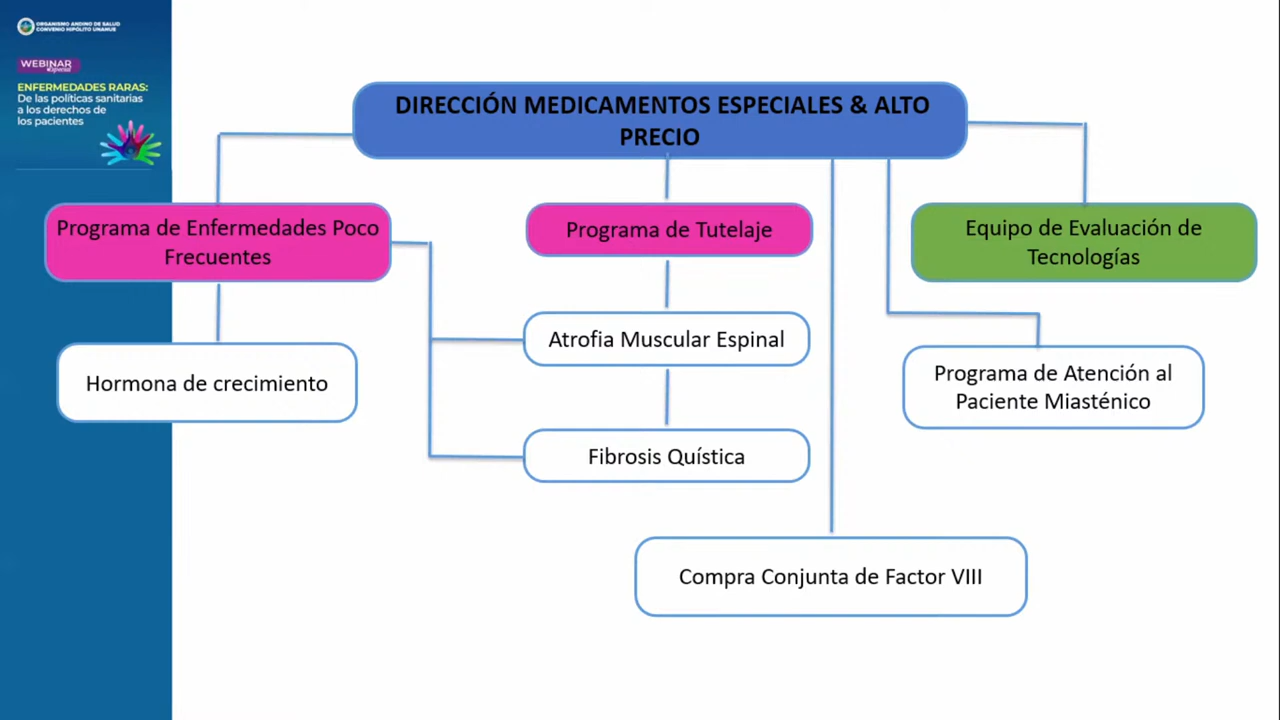 ORGANISMO ANDINO DE SALUD
CONVENIO HIPÓLITO UNANUE
WEBINAR
Especial
ENFERMEDADES RARAS:
De las políticas sanitarias
a los derechos de
los pacientes
DIRECCIÓN MEDICAMENTOS ESPECIALES & ALTO
PRECIO
Programa de Enfermedades Poco
Frecuentes
Programa de Tutelaje
Equipo de Evaluación de
Tecnologías
Hormona de crecimiento
Atrofia Muscular Espinal
Programa de Atención al
Paciente Miasténico
Fibrosis Quística
Compra Conjunta de Factor VIII